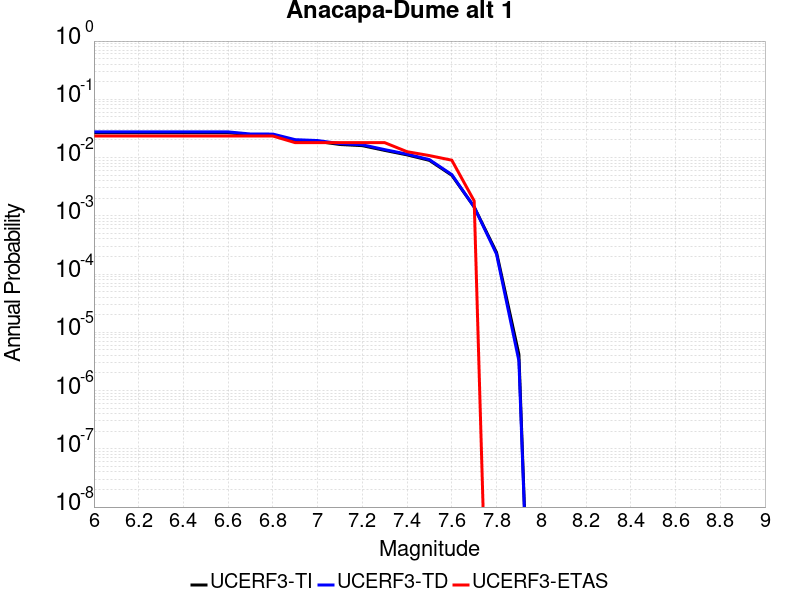 Anacapa-Dume alt 1
10^0
10^-1
10^-2
10^-3
10^-4
10^-5
10^-6
10^-7
10^-8
Annual Probability
6 6.2 6.4 6.6 6.8 7 7.2 7.4 7.6 7.8 8 8.2 8.4 8.6 8.8 9
Magnitude
UCERF3-TI UCERF3-TD UCERF3-ETAS